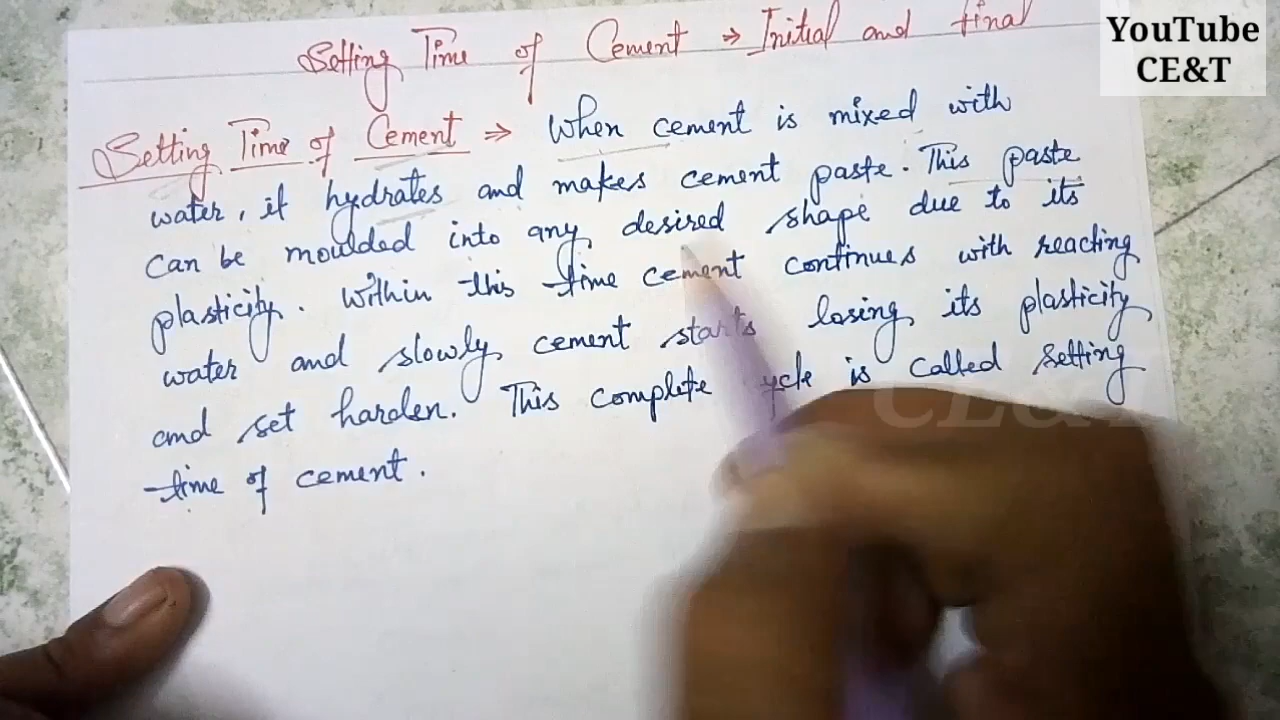 Setting Time of Cement → Initial and final
YouTube
CE&T
Setting Time of Cement ⇒ When cement is mixed with
water, it hydrates and makes cement paste. This paste
can be moulded into any desired shape due to its
plasticity. Within this time cement continues with reacting
water and slowly cement starts losing its plasticity
and set harden. This complete ycle is called setting
time of cement.
CE&T